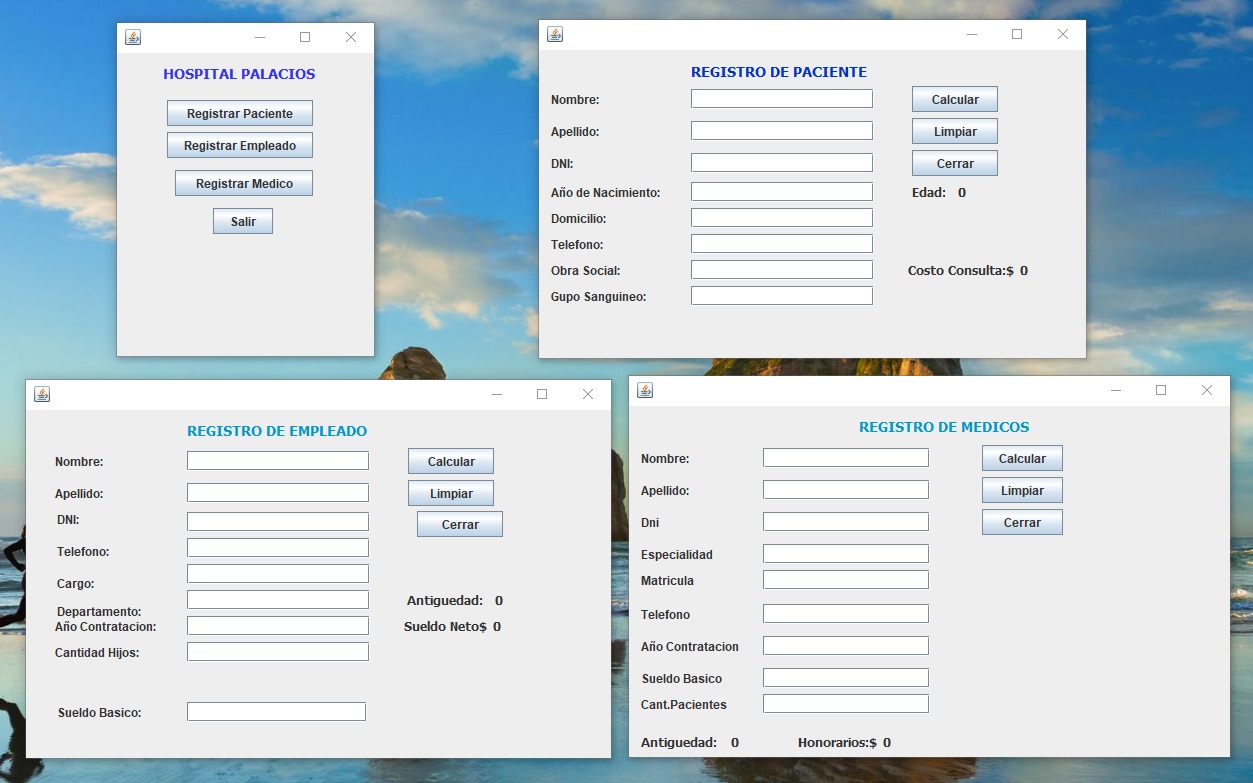 HOSPITAL PALACIOS
Registrar Paciente
Registrar Empleado
Registrar Medico
Salir
REGISTRO DE PACIENTE
Nombre:
Calcular
Apellido:
Limpiar
DNI:
Cerrar
Año de Nacimiento:
Edad: 0
Domicilio:
Telefono:
Obra Social:
Costo Consulta:$ 0
Gupo Sanguineo:
REGISTRO DE EMPLEADO
Nombre:
Calcular
Apellido:
Limpiar
DNI:
Cerrar
Telefono:
Cargo:
Departamento:
Antiguedad: 0
Año Contratacion:
Sueldo Neto$ 0
Cantidad Hijos:
Sueldo Basico:
REGISTRO DE MEDICOS
Nombre:
Calcular
Apellido:
Limpiar
Dni
Cerrar
Especialidad
Matricula
Telefono
Año Contratacion
Sueldo Basico
Cant.Pacientes
Antiguedad: 0
Honorarios:$ 0